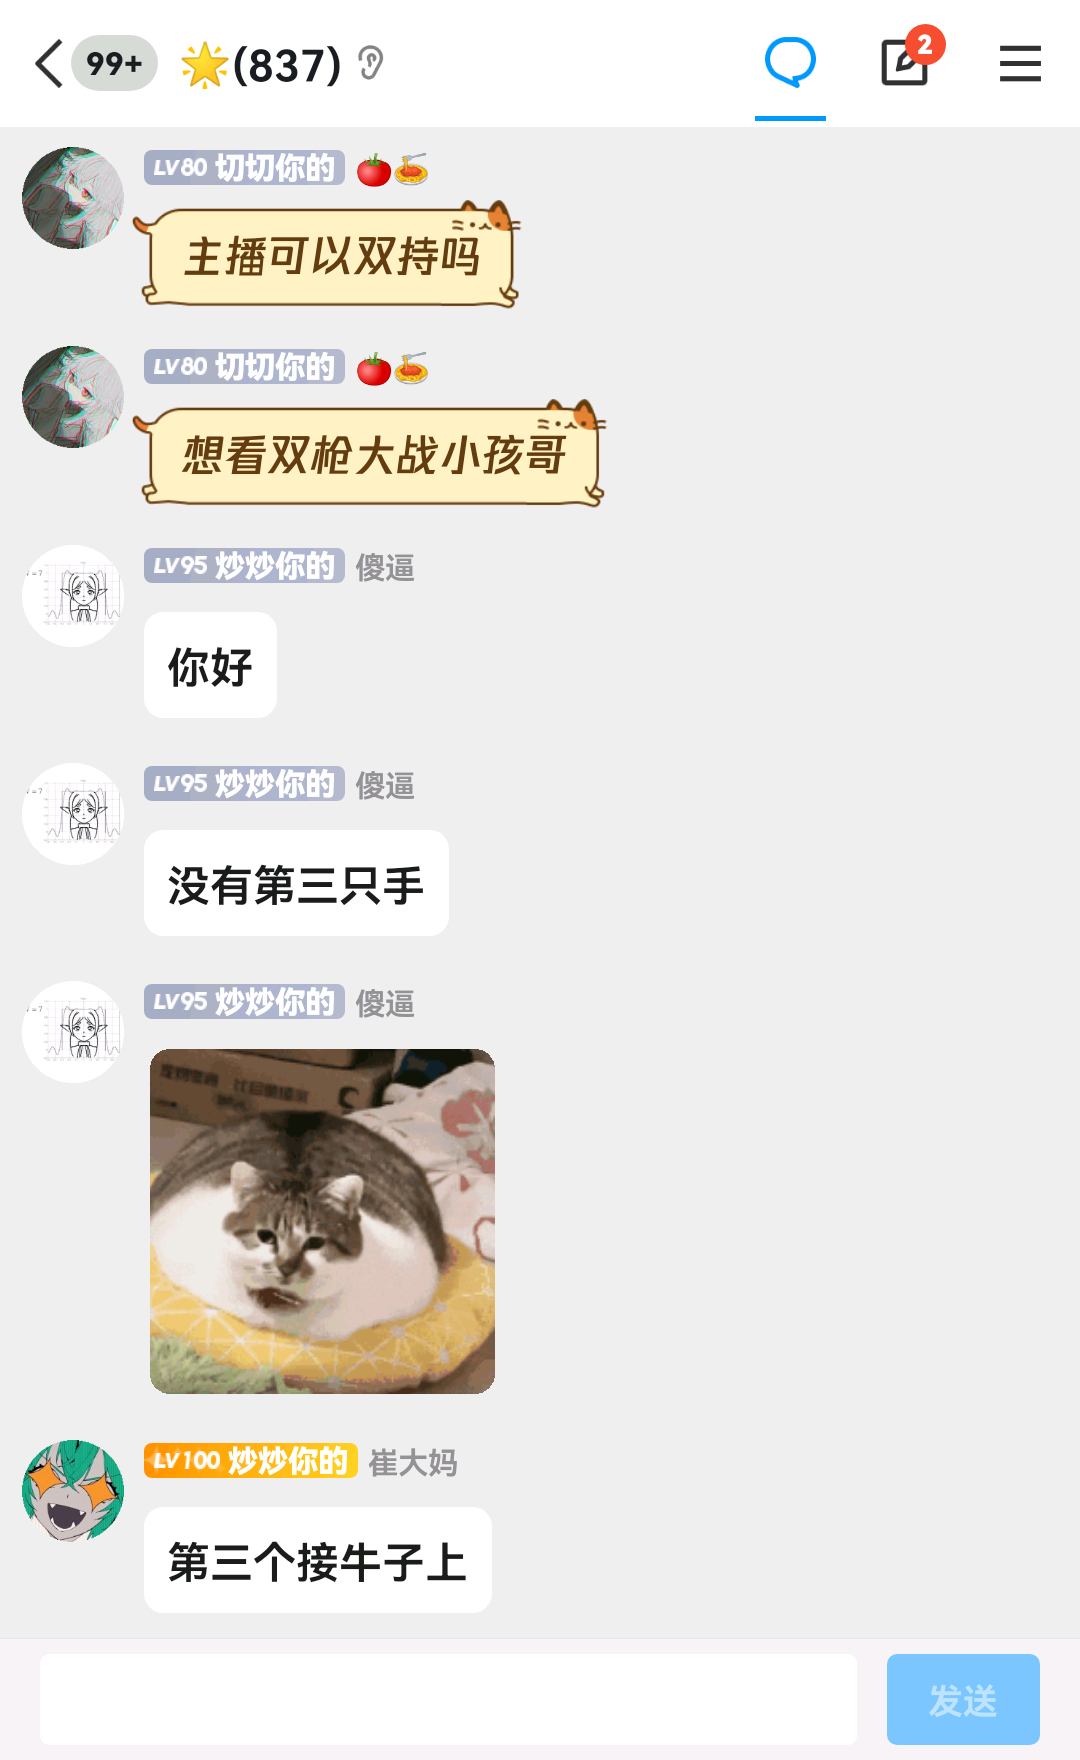 99+
🌟(837)
2
LV80 切切你的 🍅🍝
主播可以双持吗
LV80 切切你的 🍅🍝
想看双枪大战小孩哥
LV95 炒炒你的 傻逼
你好
LV95 炒炒你的 傻逼
没有第三只手
LV95 炒炒你的 傻逼
LV100 炒炒你的 崔大妈
第三个接牛子上
发送